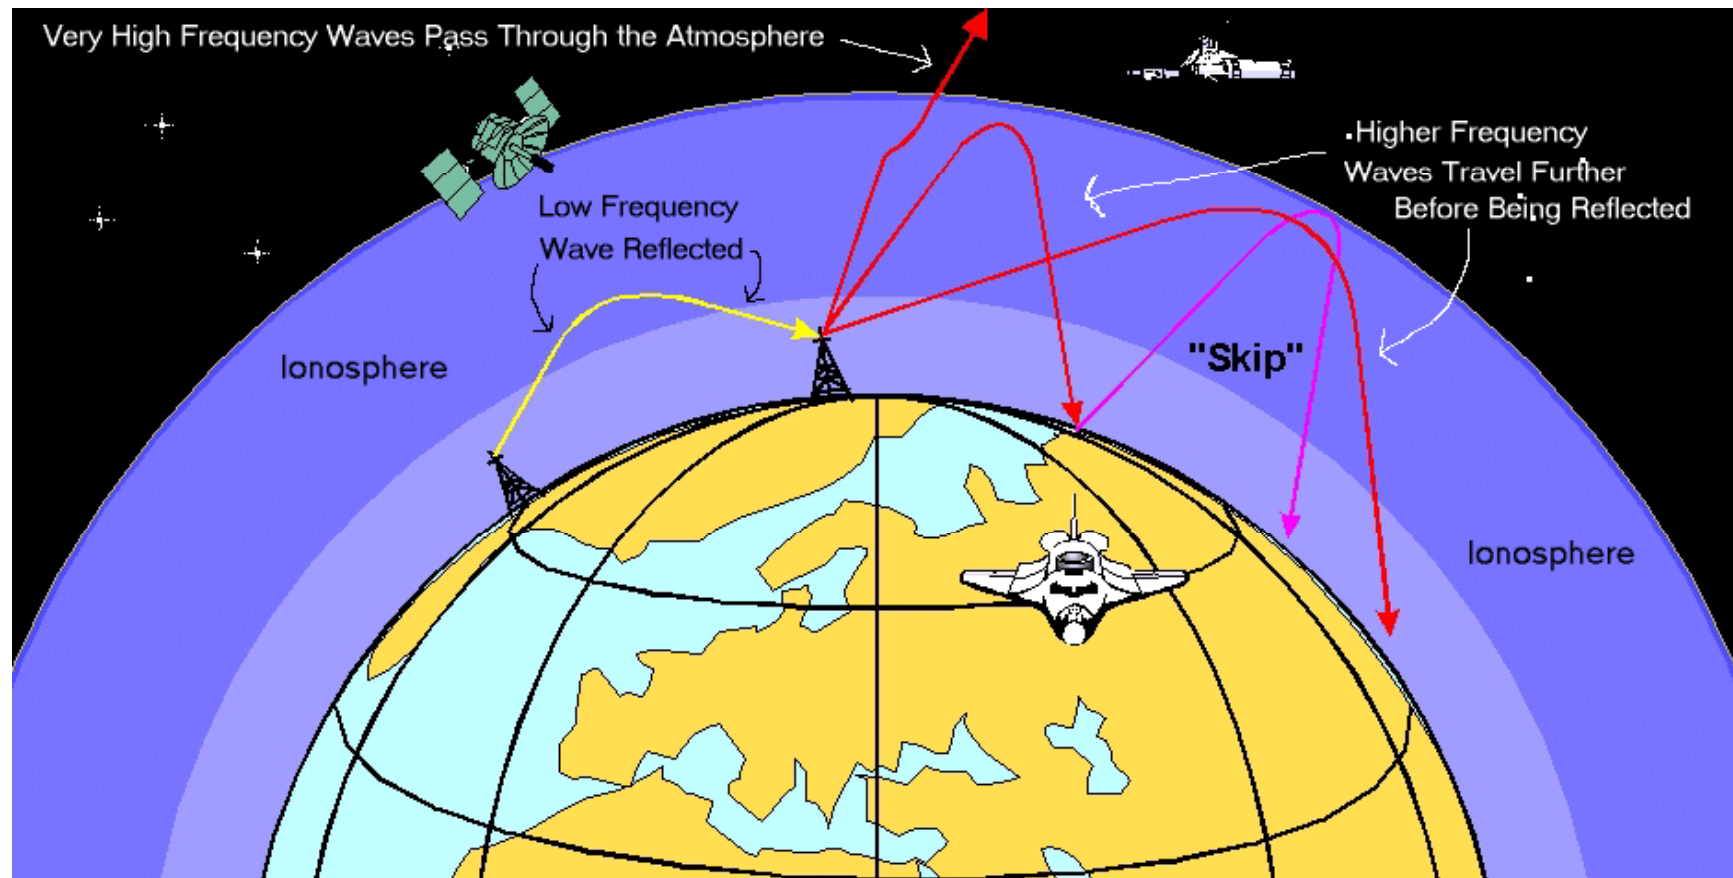 Very High Frequency Waves Pass Through the Atmosphere
Higher Frequency
Waves Travel Further
Before Being Reflected
Low Frequency
Wave Reflected
Ionosphere
"Skip"
Ionosphere